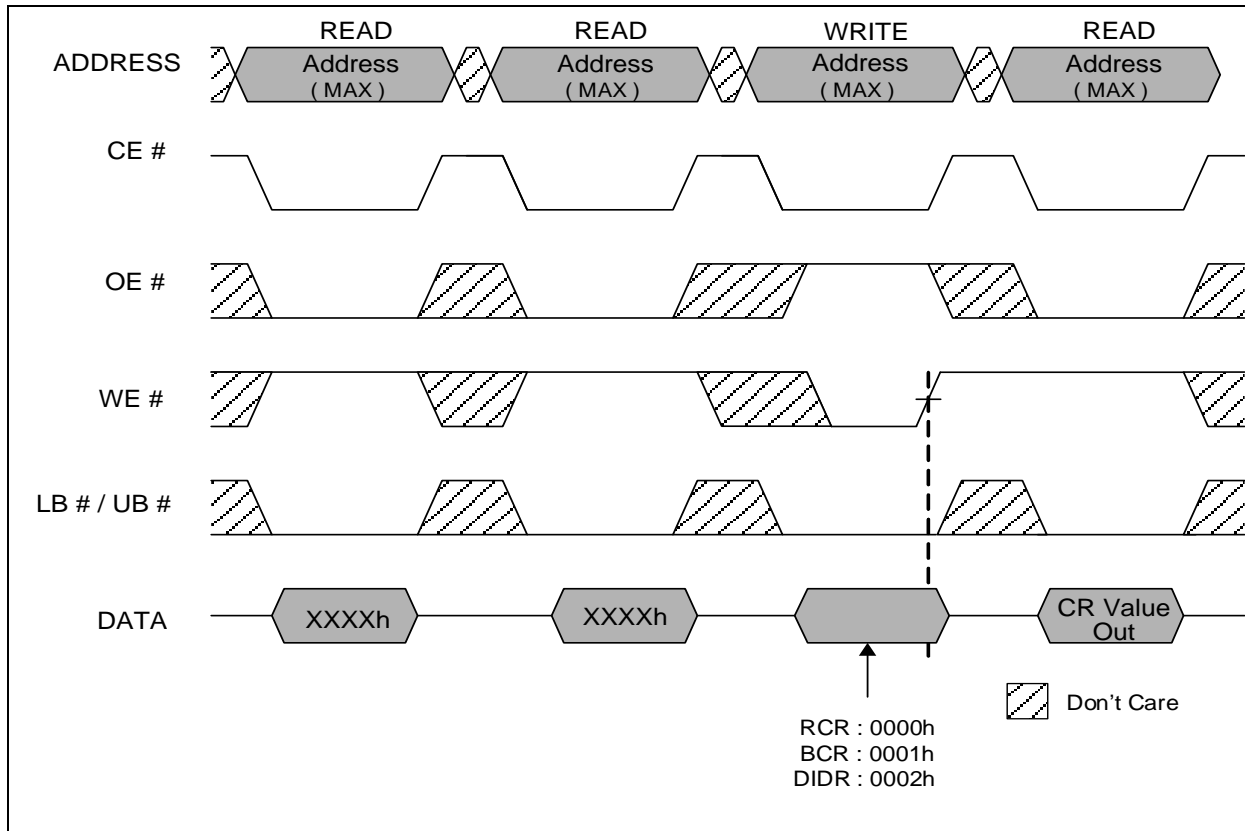 READ READ WRITE READ
ADDRESS Address Address Address Address
( MAX ) ( MAX ) ( MAX ) ( MAX )
CE #
OE #
WE #
LB # / UB #
DATA XXXXh XXXXh CR Value
Out
Don't Care
RCR : 0000h
BCR : 0001h
DIDR : 0002h